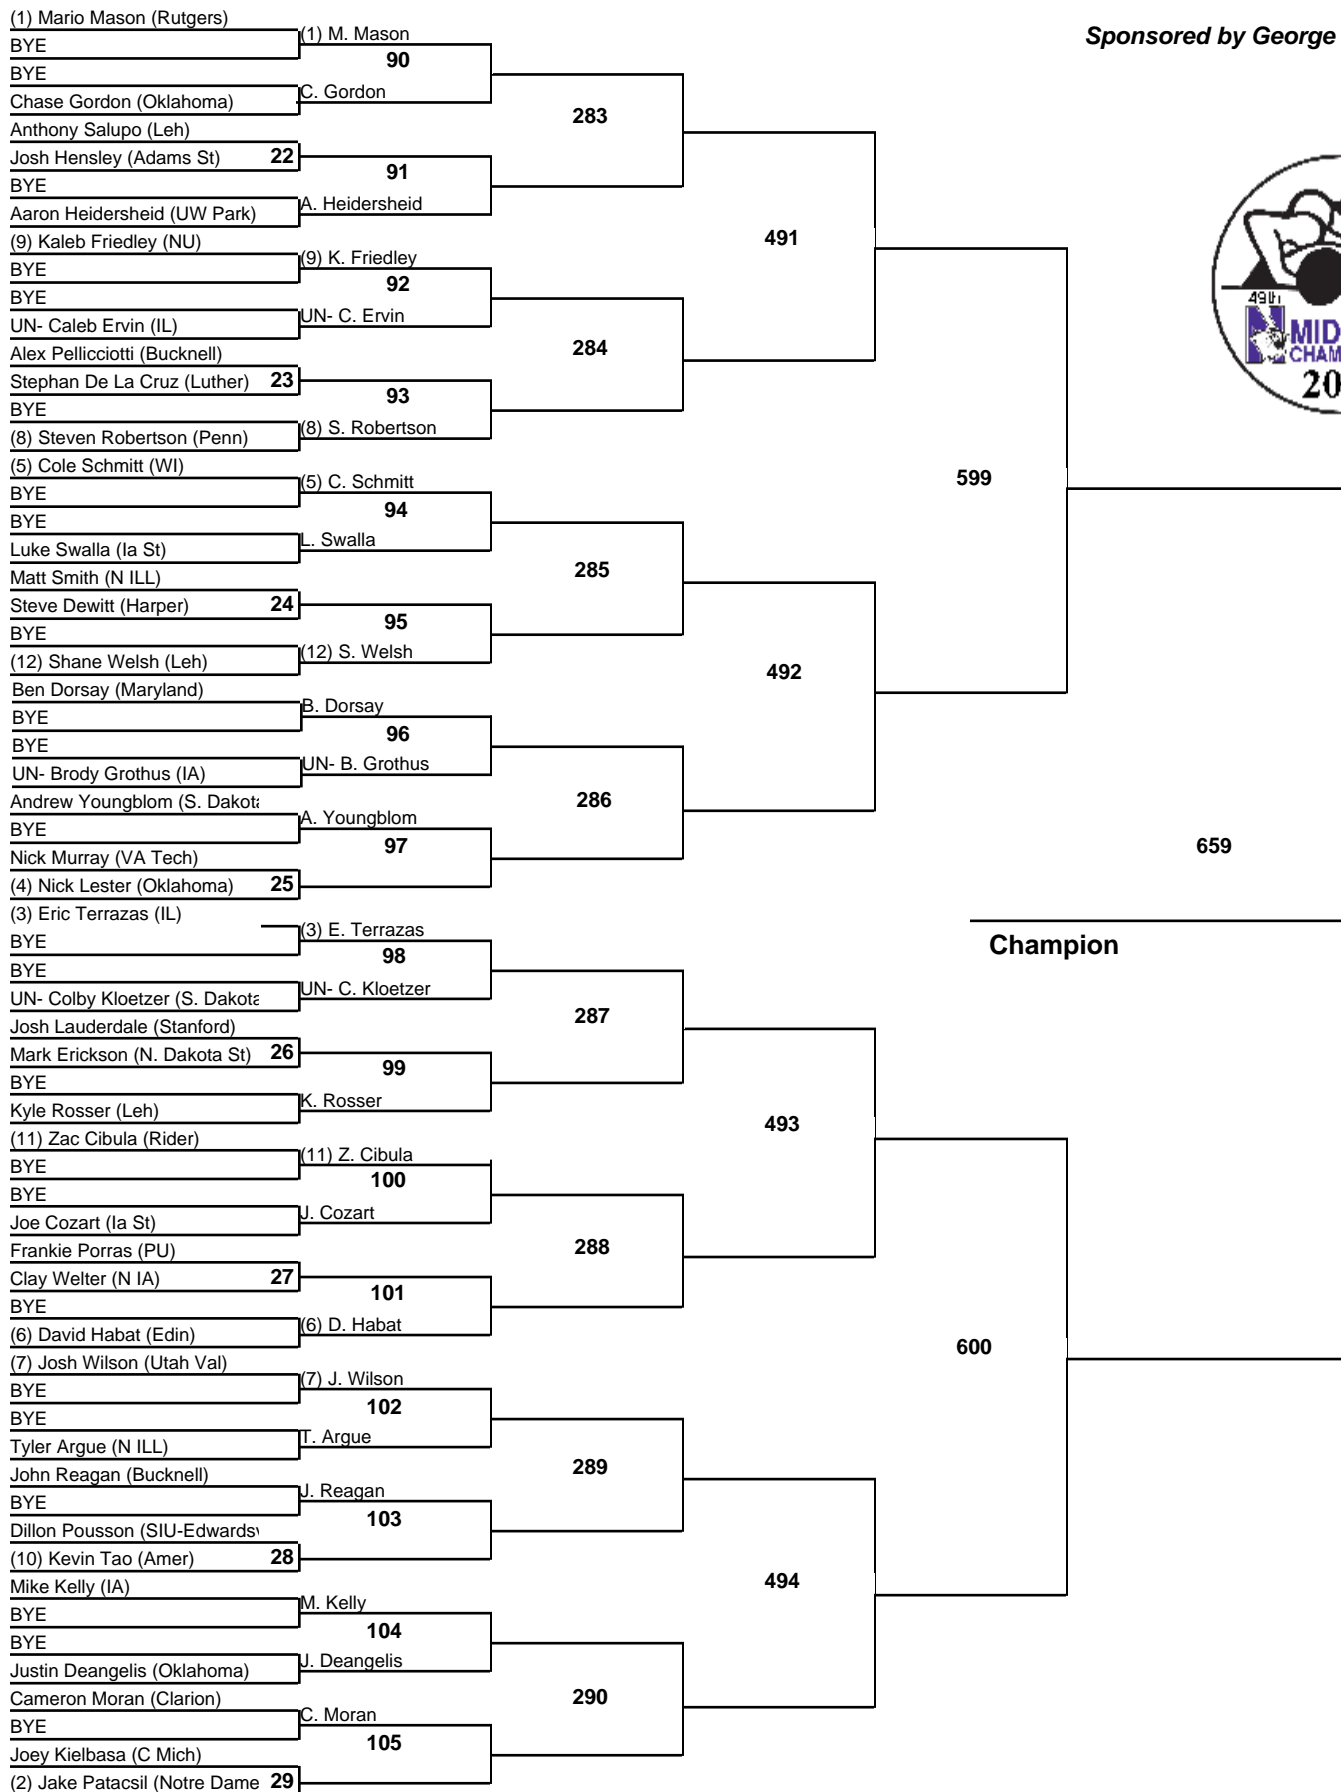 (1) Mario Mason (Rutgers)
BYE
BYE
Chase Gordon (Oklahoma)
Anthony Salupo (Leh)
Josh Hensley (Adams St) 22
BYE
Aaron Heidersheid (UW Park)
(9) Kaleb Friedley (NU)
BYE
BYE
UN- Caleb Ervin (IL)
Alex Pellicciotti (Bucknell)
Stephan De La Cruz (Luther) 23
BYE
(8) Steven Robertson (Penn)
(5) Cole Schmitt (WI)
BYE
BYE
Luke Swalla (Ia St)
Matt Smith (N ILL)
Steve Dewitt (Harper) 24
BYE
(12) Shane Welsh (Leh)
Ben Dorsay (Maryland)
BYE
BYE
UN- Brody Grothus (IA)
Andrew Youngblom (S. Dakota
BYE
Nick Murray (VA Tech)
(4) Nick Lester (Oklahoma) 25
(3) Eric Terrazas (IL)
BYE
BYE
UN- Colby Kloetzer (S. Dakota
Josh Lauderdale (Stanford)
Mark Erickson (N. Dakota St) 26
BYE
Kyle Rosser (Leh)
(11) Zac Cibula (Rider)
BYE
BYE
Joe Cozart (Ia St)
Frankie Porras (PU)
Clay Welter (N IA) 27
BYE
(6) David Habat (Edin)
(7) Josh Wilson (Utah Val)
BYE
BYE
Tyler Argue (N ILL)
John Reagan (Bucknell)
BYE
Dillon Pousson (SIU-Edwardsv
(10) Kevin Tao (Amer) 28
Mike Kelly (IA)
BYE
BYE
Justin Deangelis (Oklahoma)
Cameron Moran (Clarion)
BYE
Joey Kielbasa (C Mich)
(2) Jake Patacsil (Notre Dame 29
(1) M. Mason
90
C. Gordon
91
A. Heidersheid
(9) K. Friedley
92
UN- C. Ervin
93
(8) S. Robertson
(5) C. Schmitt
94
L. Swalla
95
(12) S. Welsh
B. Dorsay
96
UN- B. Grothus
A. Youngblom
97
(3) E. Terrazas
98
UN- C. Kloetzer
99
K. Rosser
(11) Z. Cibula
100
J. Cozart
101
(6) D. Habat
(7) J. Wilson
102
T. Argue
J. Reagan
103
M. Kelly
104
J. Deangelis
C. Moran
105
283
284
285
286
287
288
289
290
491
492
493
494
599
600
Sponsored by George
49th
N
MID
CHAM
20
659
Champion